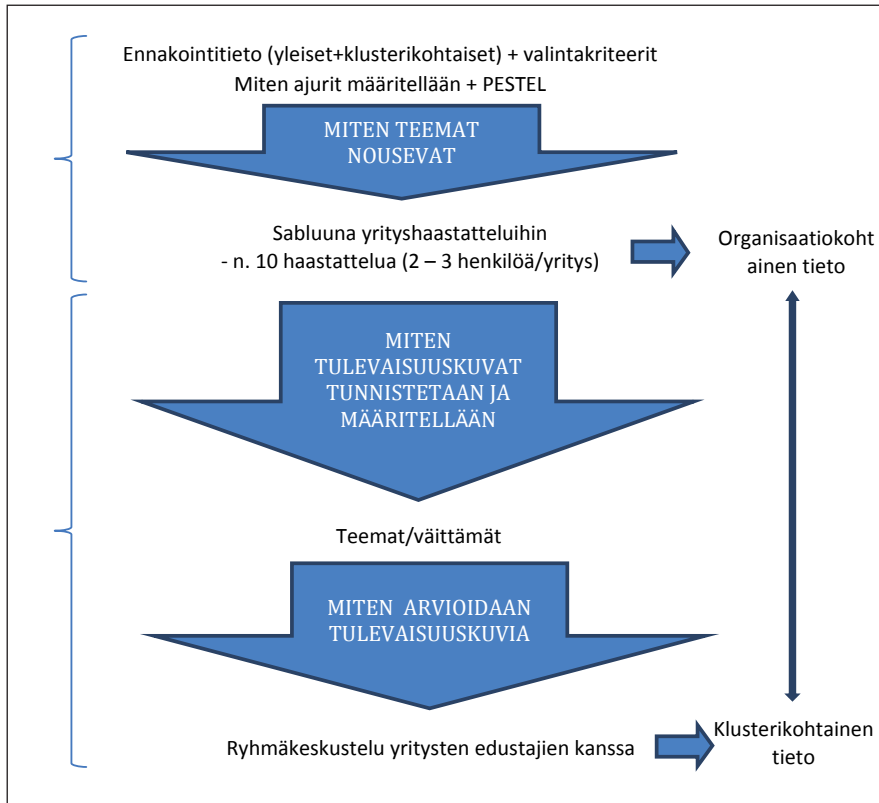 Ennakointitieto (yleiset+klusterikohtaiset) + valintakriteerit
Miten ajurit määritellään + PESTEL
MITEN TEEMAT
NOUSEVAT
Sabluuna yrityshaastatteluihin
- n. 10 haastattelua (2 – 3 henkilöä/yritys)
Organisaatiokoht
ainen tieto
MITEN
TULEVAISUUSKUVAT
TUNNISTETAAN JA
MÄÄRITELLÄÄN
Teemat/väittämät
MITEN ARVIOIDAAN
TULEVAISUUSKUVIA
Ryhmäkeskustelu yritysten edustajien kanssa
Klusterikohtainen
tieto